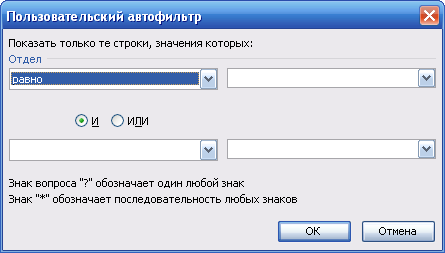 Пользовательский автофильтр
Показать только те строки, значения которых:
Отдел
равно
И ИЛИ
Знак вопроса "?" обозначает один любой знак
Знак "*" обозначает последовательность любых знаков
ОК Отмена